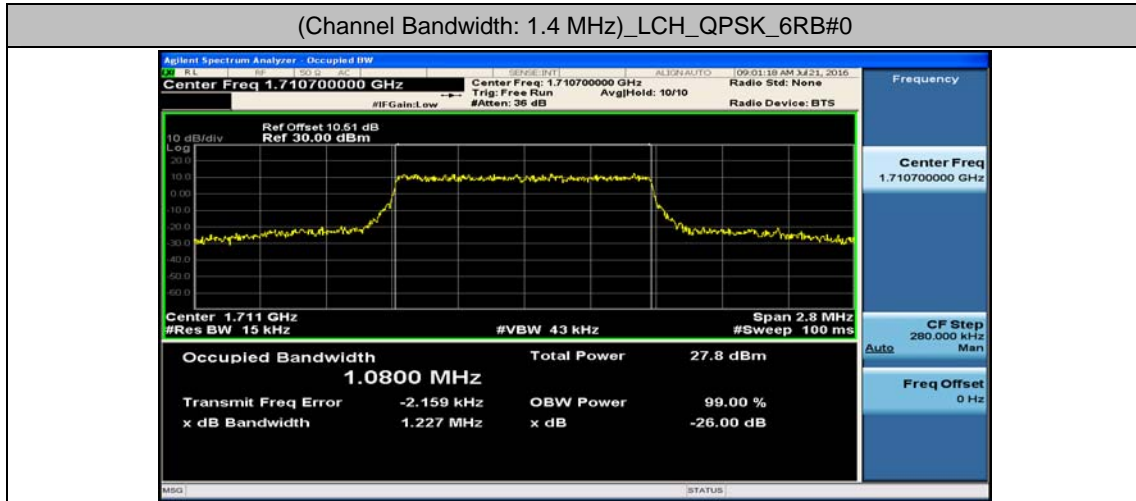 (Channel Bandwidth: 1.4 MHz)_LCH_QPSK_6RB#0
Agilent Spectrum Analyzer - Occupied BW
RL RF 50 Ω AC SENSE:INT ALIGN AUTO 09:01:18 AM Jul 21, 2016
Center Freq 1.710700000 GHz
Center Freq: 1.710700000 GHz
Radio Std: None
Trig: Free Run Avg|Hold: 10/10
#IFGain:Low #Atten: 36 dB Radio Device: BTS
Ref Offset 10.51 dB
10 dB/div Ref 30.00 dBm
Log
20.0
10.0
0.00
-10.0
-20.0
-30.0
-40.0
-50.0
-60.0
Center 1.711 GHz Span 2.8 MHz
#Res BW 15 kHz #VBW 43 kHz #Sweep 100 ms
Occupied Bandwidth Total Power 27.8 dBm
1.0800 MHz
Transmit Freq Error -2.159 kHz OBW Power 99.00 %
x dB Bandwidth 1.227 MHz x dB -26.00 dB
MSG STATUS
Frequency
Center Freq
1.710700000 GHz
CF Step
280.000 kHz
Auto Man
Freq Offset
0 Hz